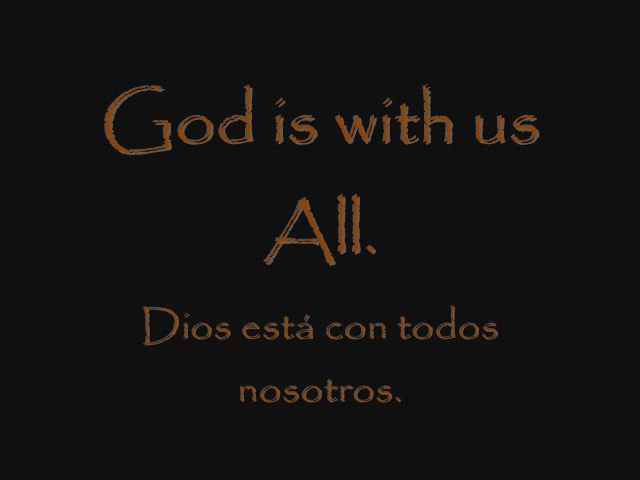 God is with us
All.
Dios está con todos
nosotros.